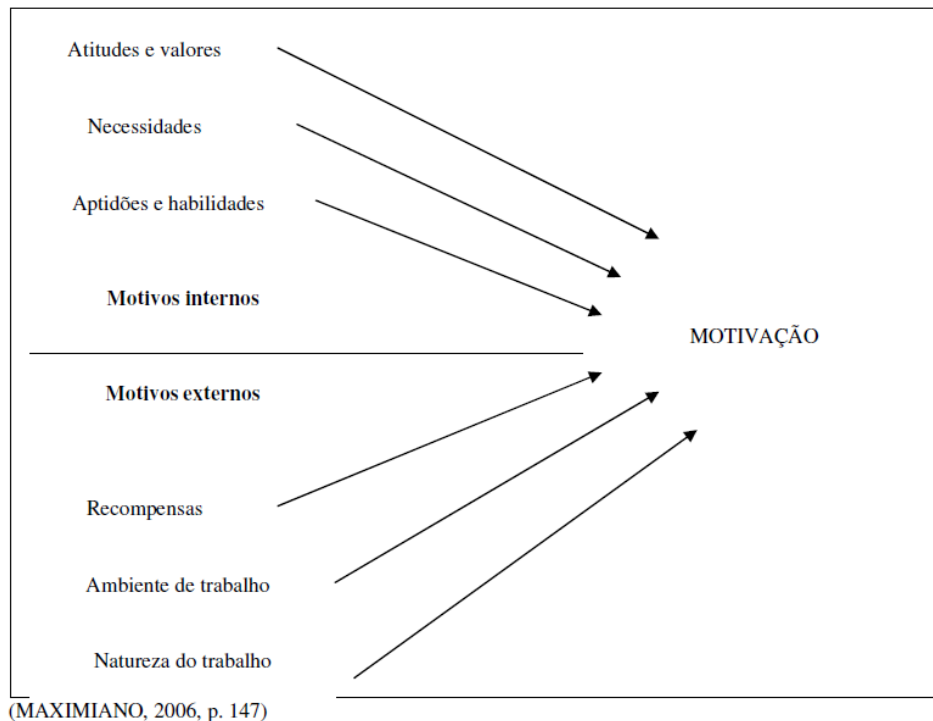 Atitudes e valores
Necessidades
Aptidões e habilidades
Motivos internos
MOTIVAÇÃO
Motivos externos
Recompensas
Ambiente de trabalho
Natureza do trabalho
(MAXIMIANO, 2006, p. 147)